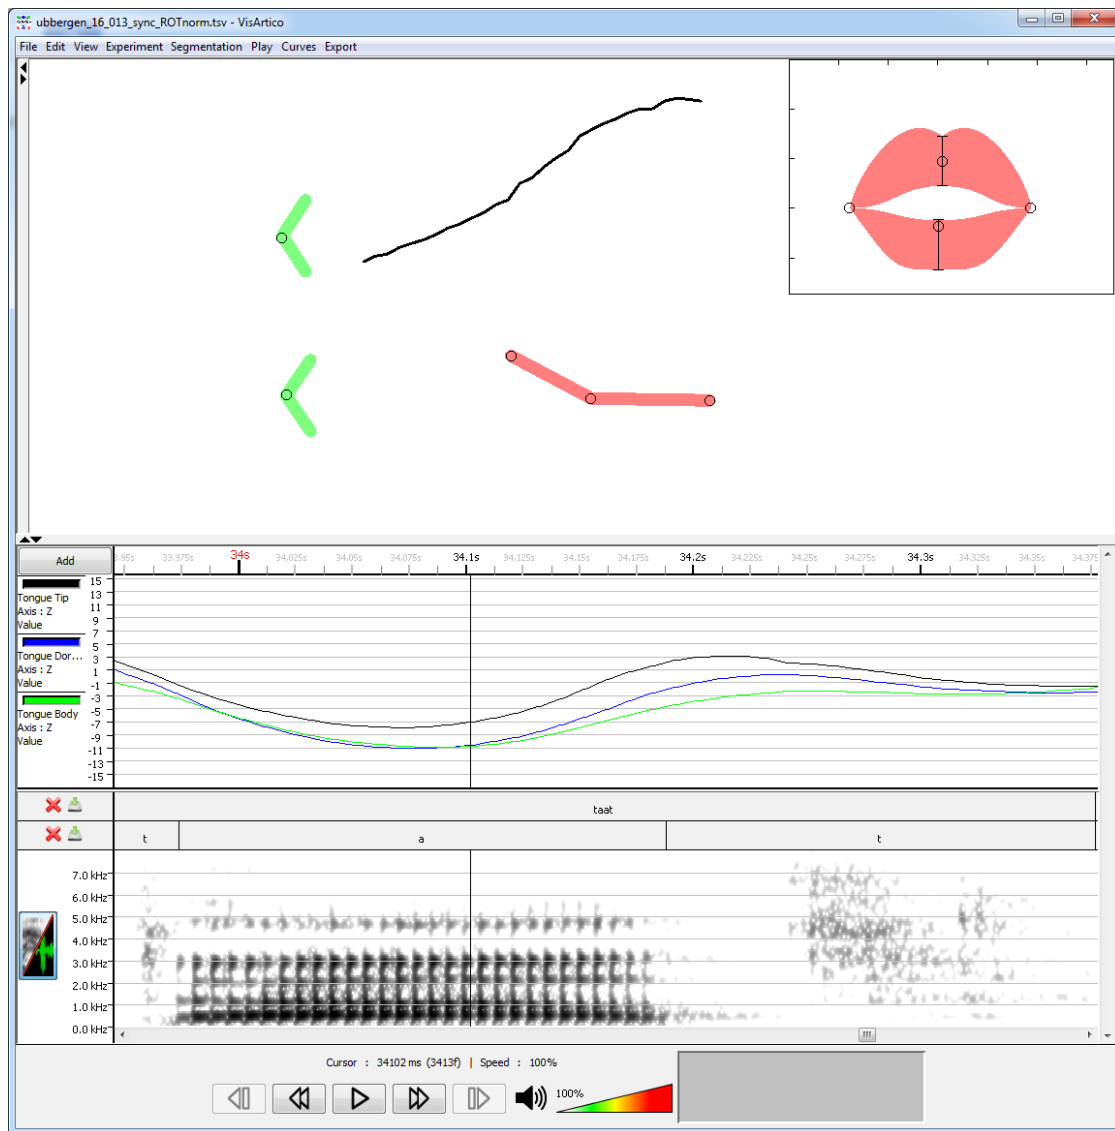 ubbergen_16_013_sync_ROTnorm.tsv - VisArtico
File Edit View Experiment Segmentation Play Curves Export
Add
33.975s 34s 34.025s 34.05s 34.075s 34.1s 34.125s 34.15s 34.175s 34.2s 34.225s 34.25s 34.275s 34.3s 34.325s 34.35s 34.375
Tongue Tip
Axis : Z
Value
Tongue Dor...
Axis : Z
Value
Tongue Body
Axis : Z
Value
15
13
11
9
7
5
3
1
-1
-3
-5
-7
-9
-11
-13
-15
taat
t a t
7.0 kHz
6.0 kHz
5.0 kHz
4.0 kHz
3.0 kHz
2.0 kHz
1.0 kHz
0.0 kHz
Cursor : 34102 ms (3413f) | Speed : 100%
100%